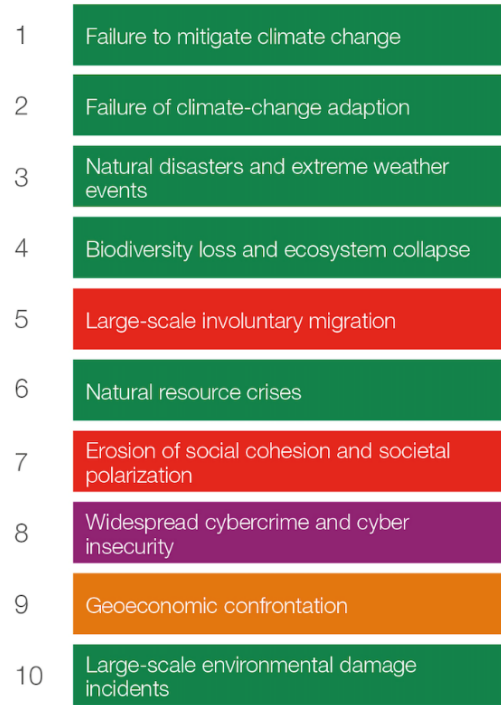 1
Failure to mitigate climate change
2
Failure of climate-change adaption
3
Natural disasters and extreme weather
events
4
Biodiversity loss and ecosystem collapse
5
Large-scale involuntary migration
6
Natural resource crises
7
Erosion of social cohesion and societal
polarization
8
Widespread cybercrime and cyber
insecurity
9
Geoeconomic confrontation
10
Large-scale environmental damage
incidents